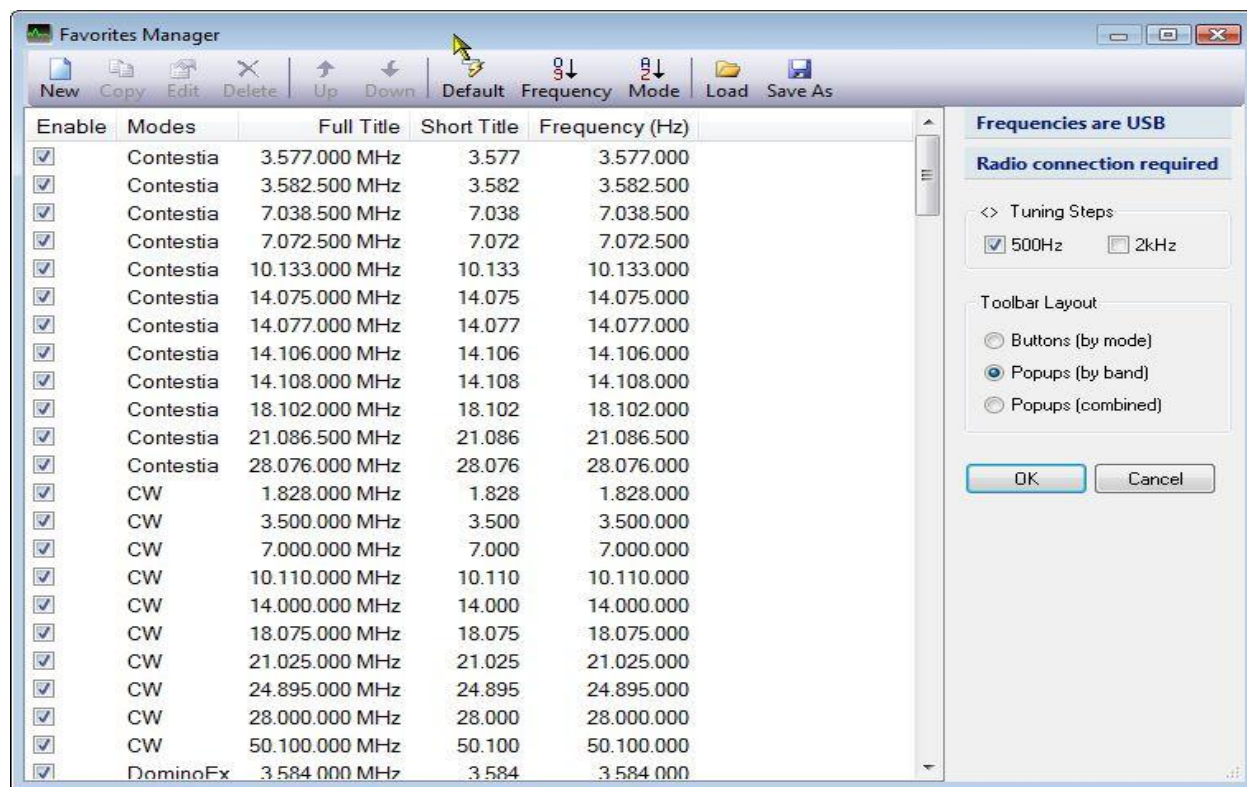 Favorites Manager
New Copy Edit Delete Up Down Default Frequency Mode Load Save As
Enable Modes Full Title Short Title Frequency (Hz)
Contestia 3.577.000 MHz 3.577 3.577.000
Contestia 3.582.500 MHz 3.582 3.582.500
Contestia 7.038.500 MHz 7.038 7.038.500
Contestia 7.072.500 MHz 7.072 7.072.500
Contestia 10.133.000 MHz 10.133 10.133.000
Contestia 14.075.000 MHz 14.075 14.075.000
Contestia 14.077.000 MHz 14.077 14.077.000
Contestia 14.106.000 MHz 14.106 14.106.000
Contestia 14.108.000 MHz 14.108 14.108.000
Contestia 18.102.000 MHz 18.102 18.102.000
Contestia 21.086.500 MHz 21.086 21.086.500
Contestia 28.076.000 MHz 28.076 28.076.000
CW 1.828.000 MHz 1.828 1.828.000
CW 3.500.000 MHz 3.500 3.500.000
CW 7.000.000 MHz 7.000 7.000.000
CW 10.110.000 MHz 10.110 10.110.000
CW 14.000.000 MHz 14.000 14.000.000
CW 18.075.000 MHz 18.075 18.075.000
CW 21.025.000 MHz 21.025 21.025.000
CW 24.895.000 MHz 24.895 24.895.000
CW 28.000.000 MHz 28.000 28.000.000
CW 50.100.000 MHz 50.100 50.100.000
DominoEx 3.584.000 MHz 3.584 3.584.000
Frequencies are USB
Radio connection required
<> Tuning Steps
500Hz 2kHz
Toolbar Layout
Buttons (by mode)
Popups (by band)
Popups (combined)
OK Cancel